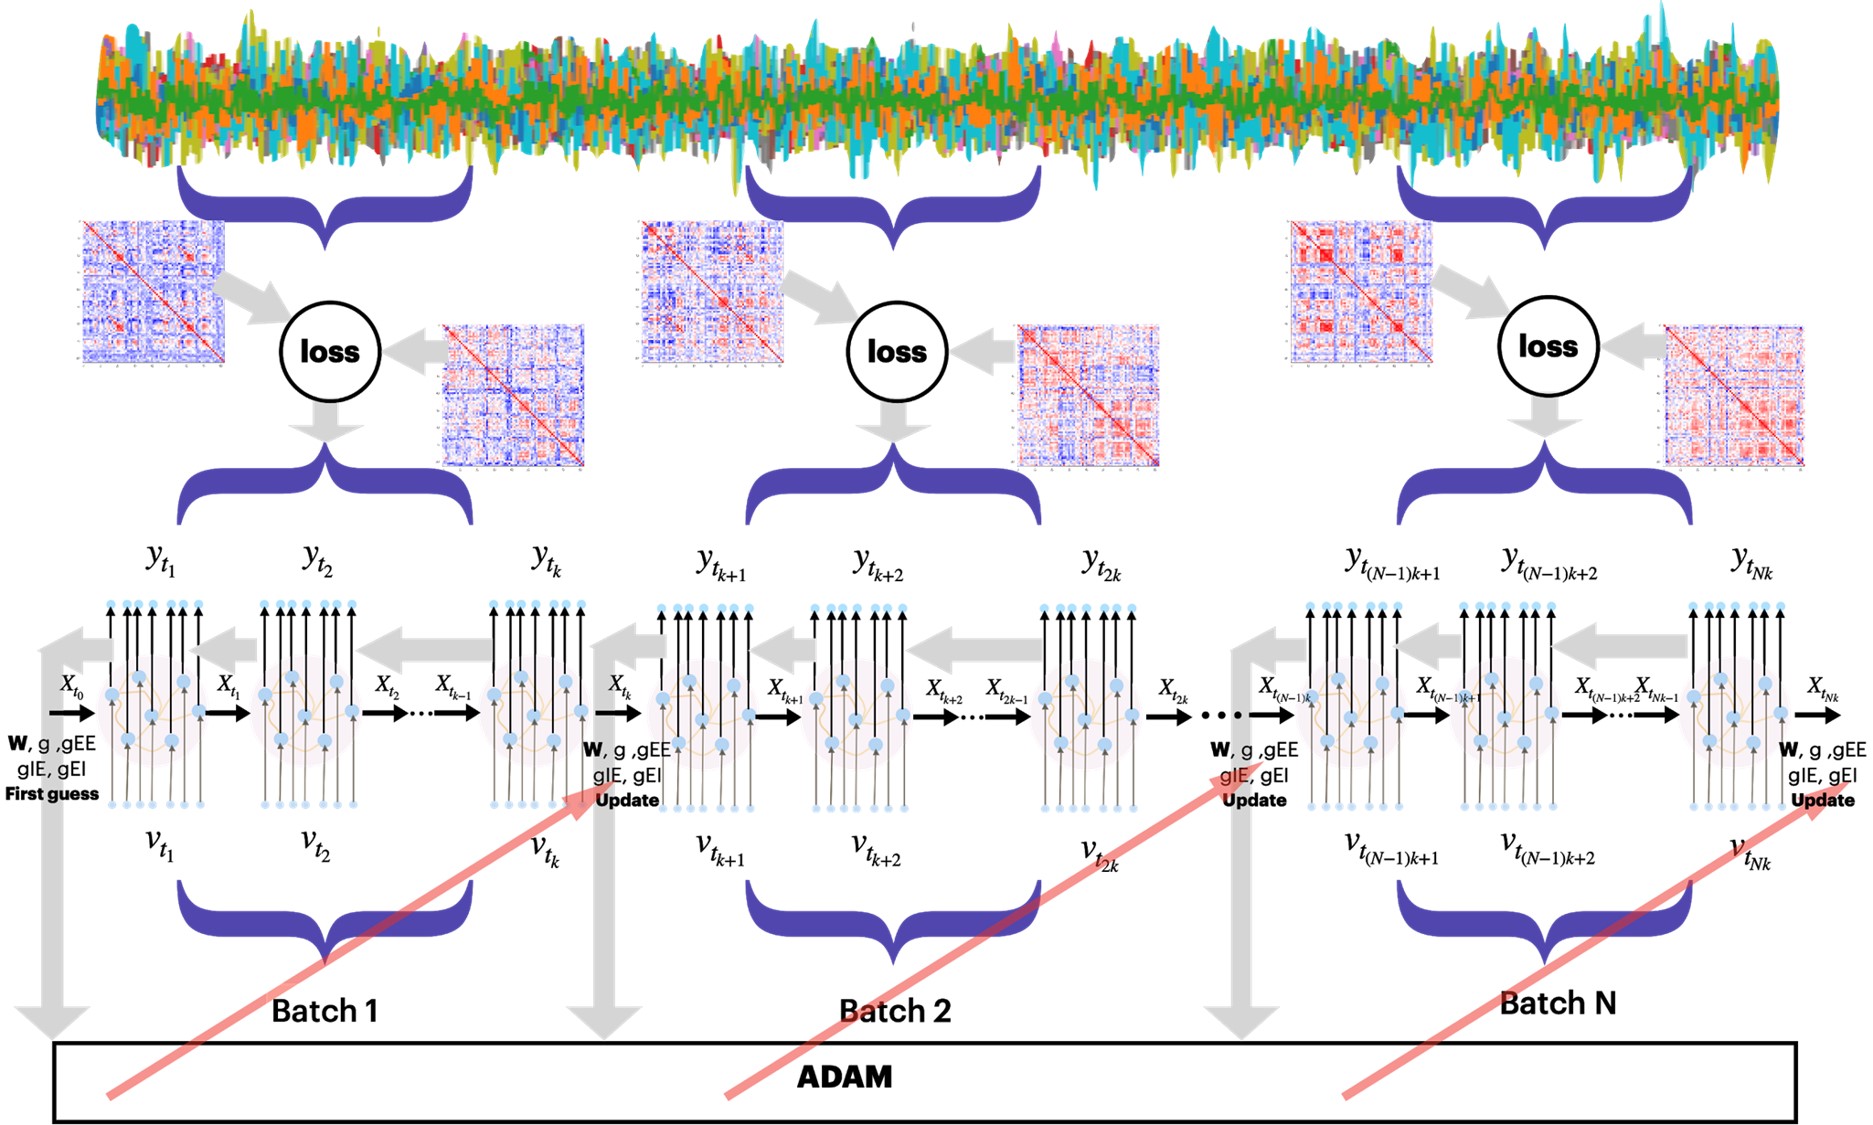 loss
loss
loss
y_{t_1}
y_{t_2}
y_{t_k}
y_{t_{k+1}}
y_{t_{k+2}}
y_{t_{2k}}
y_{t_{(N-1)k+1}}
y_{t_{(N-1)k+2}}
y_{t_{Nk}}
X_{t_0}
X_{t_1}
X_{t_2}
X_{t_{k-1}}
X_{t_k}
X_{t_{k+1}}
X_{t_{k+2}}
X_{t_{2k-1}}
X_{t_{2k}}
X_{t_{(N-1)k}}
X_{t_{(N-1)k+1}}
X_{t_{(N-1)k+2}}
X_{t_{Nk-1}}
X_{t_{Nk}}
W, g ,gEE
gIE, gEI
First guess
W, g ,gEE
gIE, gEI
Update
W, g ,gEE
gIE, gEI
Update
W, g ,gEE
gIE, gEI
Update
v_{t_1}
v_{t_2}
v_{t_k}
v_{t_{k+1}}
v_{t_{k+2}}
v_{t_{2k}}
v_{t_{(N-1)k+1}}
v_{t_{(N-1)k+2}}
v_{t_{Nk}}
Batch 1
Batch 2
Batch N
ADAM